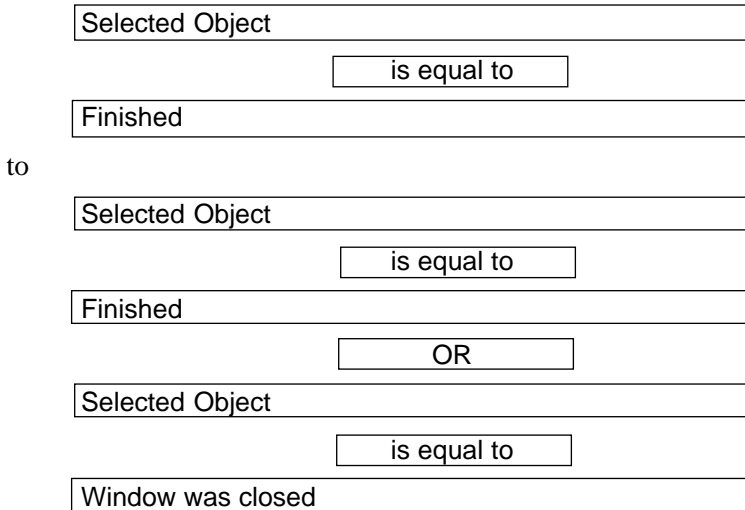 Selected Object
is equal to
Finished
to
Selected Object
is equal to
Finished
OR
Selected Object
is equal to
Window was closed